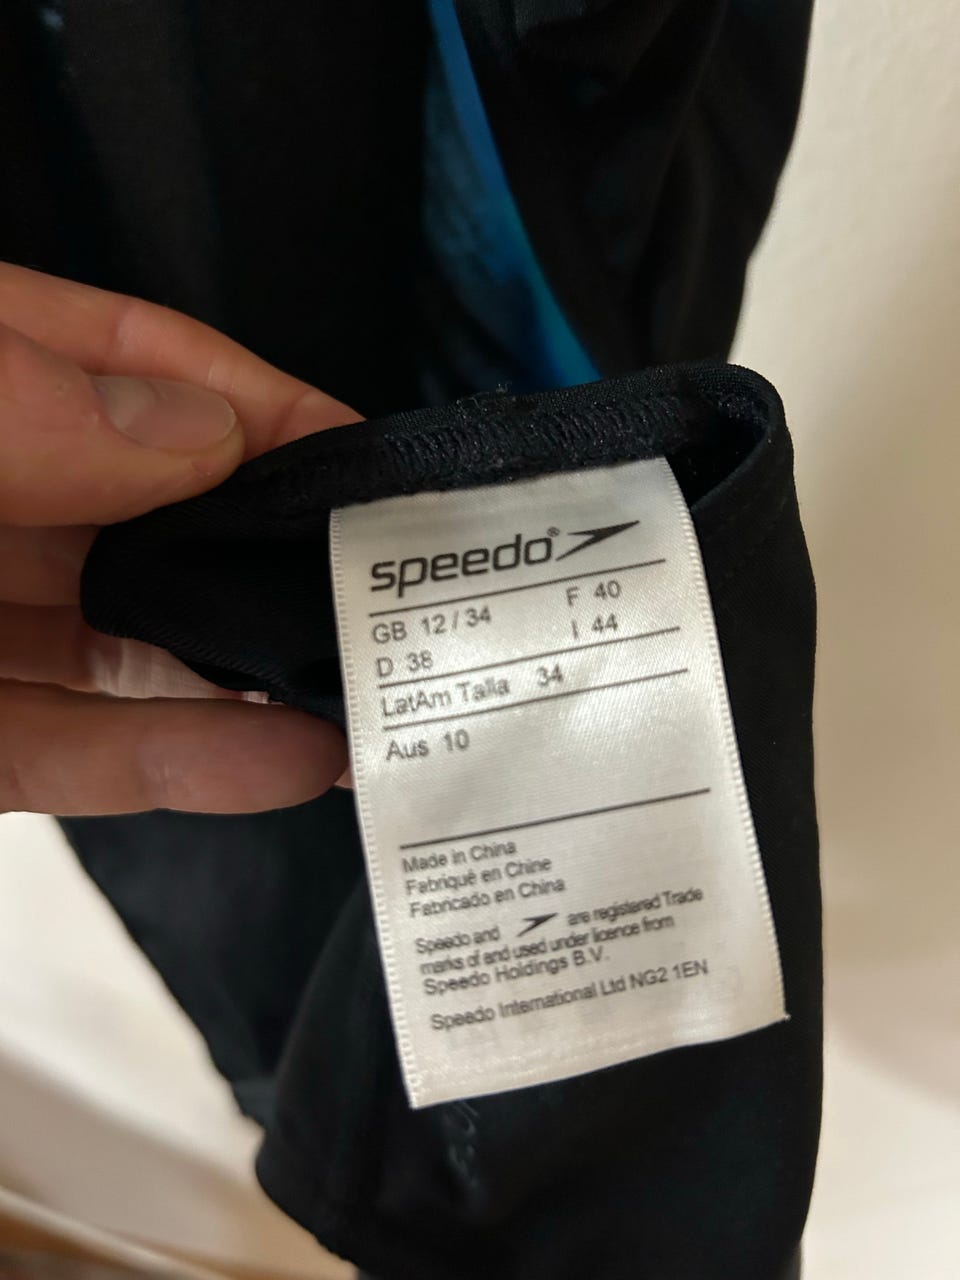 speedo®
GB 12 / 34 F 40
D 38 I 44
LatAm Talla 34
Aus 10
Made in China
Fabriqué en Chine
Fabricado en China
Speedo and are registered Trade
marks of and used under licence from
Speedo Holdings B.V.
Speedo International Ltd NG2 1EN